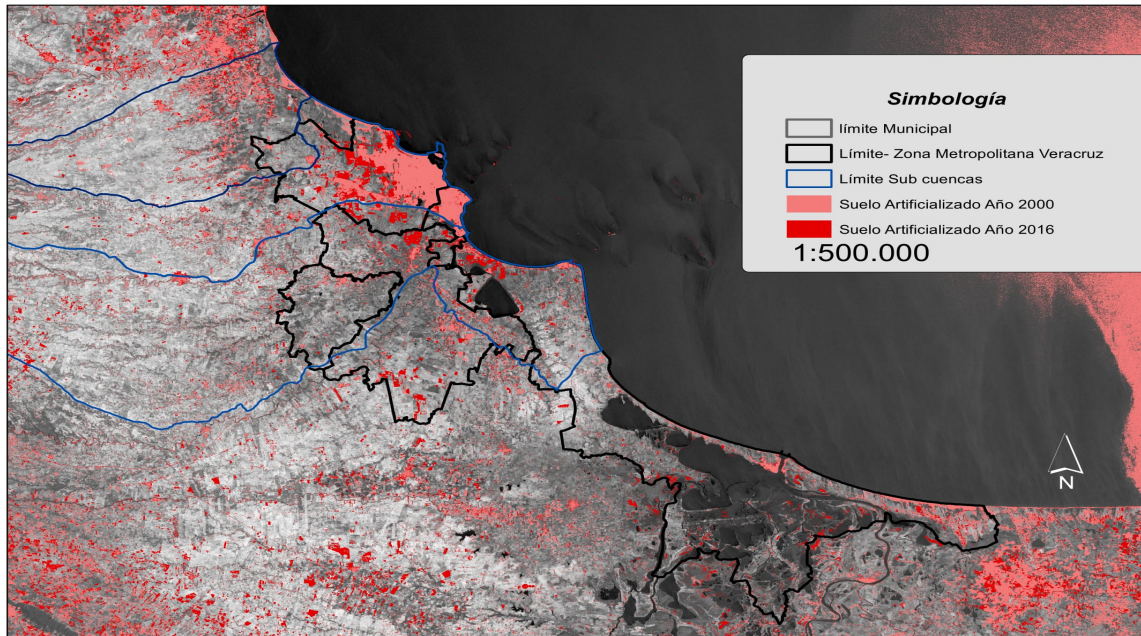 Simbología
límite Municipal
Límite- Zona Metropolitana Veracruz
Límite Sub cuencas
Suelo Artificializado Año 2000
Suelo Artificializado Año 2016
1:500.000
N